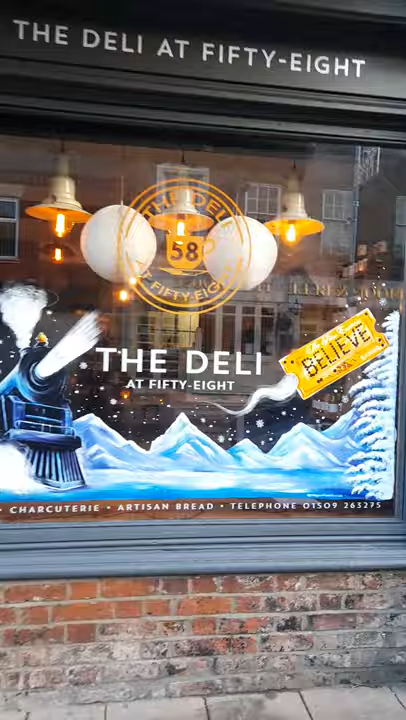 THE DELI AT FIFTY-EIGHT
THE DELI
58
AT FIFTY-EIGHT
THE DELI
AT FIFTY-EIGHT
BELIEVE
• CHARCUTERIE • ARTISAN BREAD • TELEPHONE 01509 263275